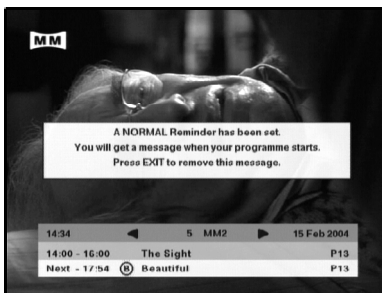 MM
A NORMAL Reminder has been set.
You will get a message when your programme starts.
Press EXIT to remove this message.
14:34 5 MM2 15 Feb 2004
14:00 - 16:00 The Sight P13
Next - 17:54 B Beautiful P13